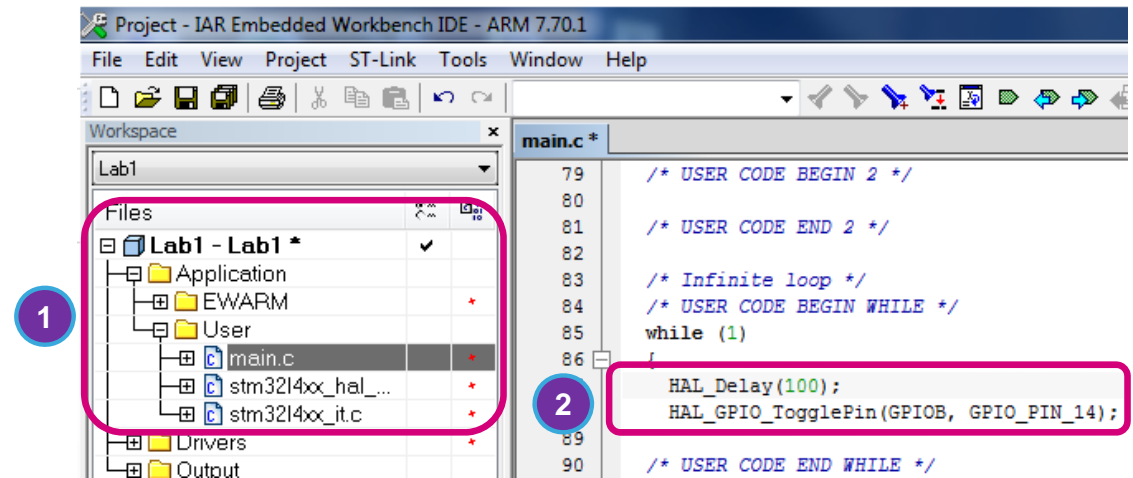 Project - IAR Embedded Workbench IDE - ARM 7.70.1
File Edit View Project ST-Link Tools Window Help
Workspace
Lab1
Files
Lab1 - Lab1 *
Application
EWARM
User
main.c
stm32l4xx_hal_...
stm32l4xx_it.c
Drivers
Output
1
main.c *
79 /* USER CODE BEGIN 2 */
80
81 /* USER CODE END 2 */
82
83 /* Infinite loop */
84 /* USER CODE BEGIN WHILE */
85 while (1)
86 {
2
HAL_Delay(100);
HAL_GPIO_TogglePin(GPIOB, GPIO_PIN_14);
89
90 /* USER CODE END WHILE */